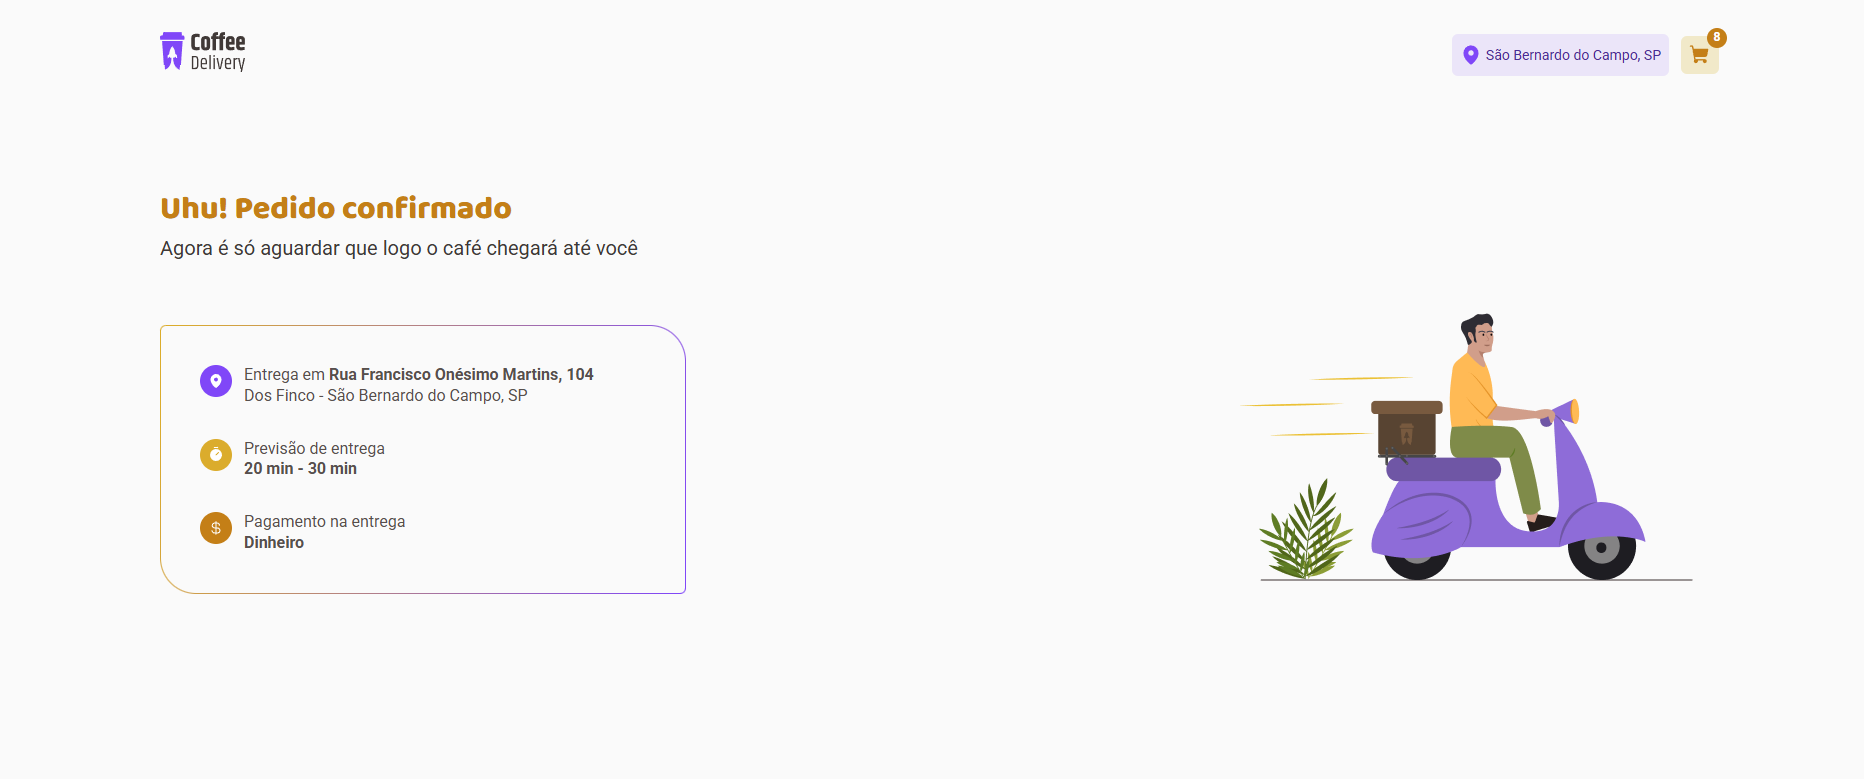 Coffee
Delivery
São Bernardo do Campo, SP
8
Uhu! Pedido confirmado
Agora é só aguardar que logo o café chegará até você
Entrega em Rua Francisco Onésimo Martins, 104
Dos Finco - São Bernardo do Campo, SP
Previsão de entrega
20 min - 30 min
$
Pagamento na entrega
Dinheiro